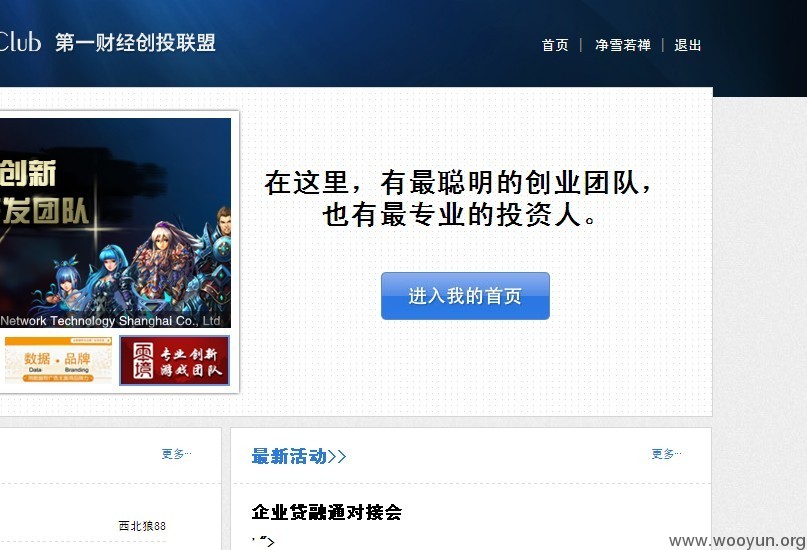 Club 第一财经创投联盟
首页 | 净雪若禅 | 退出
创新
发团队
Network Technology Shanghai Co., Ltd
数据·品牌
Data Branding
零境 专业创新
游戏团队
在这里，有最聪明的创业团队，
也有最专业的投资人。
进入我的首页
更多···
西北狼88
最新活动>>
更多···
企业贷融通对接会
· "">
www.wooyun.org